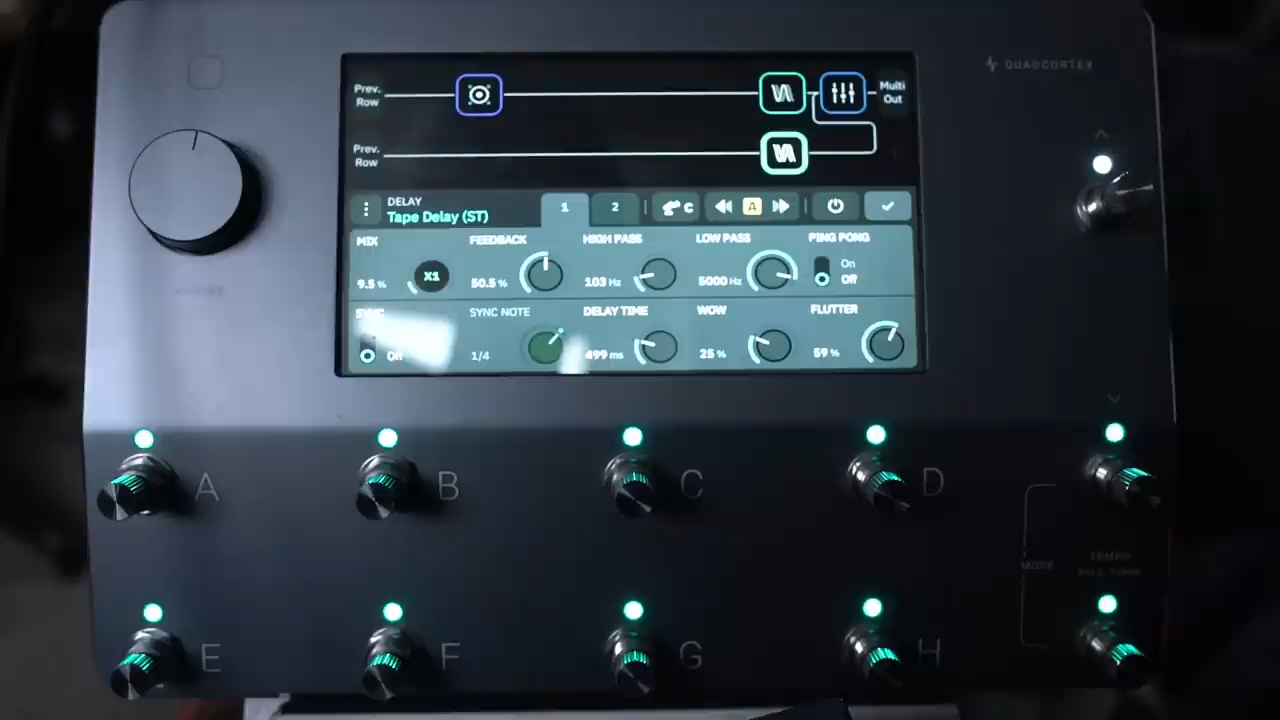 QUADCORTEX
Prev. Row
Multi Out
Prev. Row
DELAY
Tape Delay (ST)
1
2
C
A
MIX
FEEDBACK
HIGH PASS
LOW PASS
PING PONG
9.5 %
X1
50.5 %
103 Hz
5000 Hz
On
Off
SYNC NOTE
DELAY TIME
WOW
FLUTTER
1/4
499 ms
25 %
59 %
A
B
C
D
MODE
TEMPO
HOLD TUNER
E
F
G
H